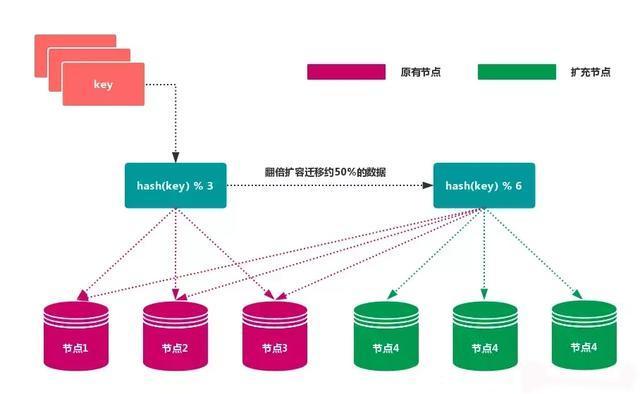 原有节点
扩充节点
key
翻倍扩容迁移约50%的数据
hash(key) % 3
hash(key) % 6
节点1
节点2
节点3
节点4
节点4
节点4